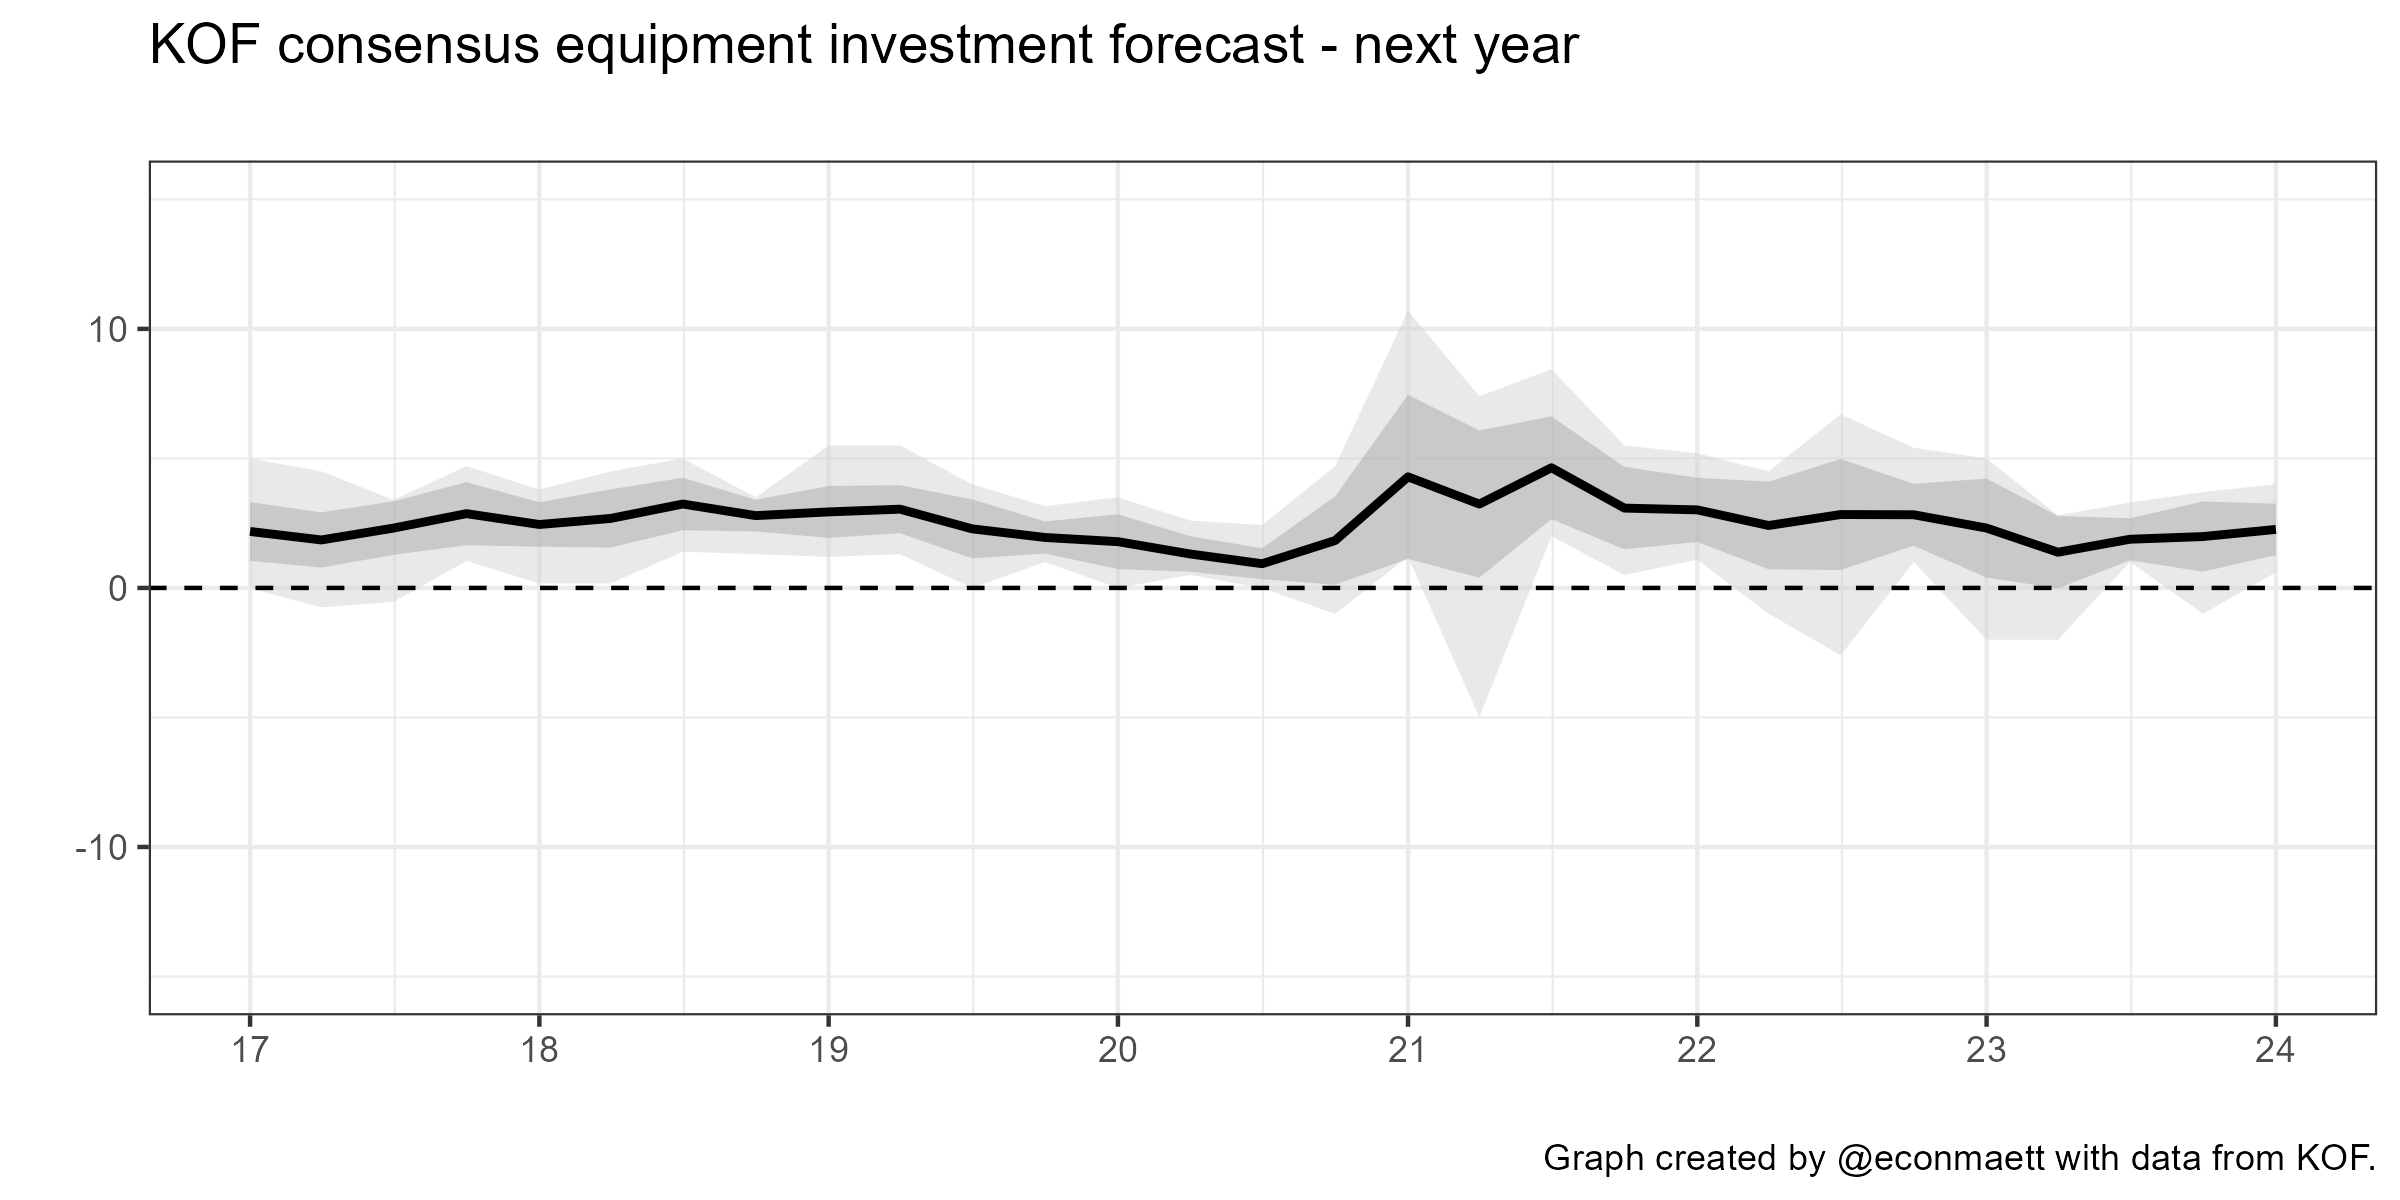 KOF consensus equipment investment forecast - next year
10
0
-10
17 18 19 20 21 22 23 24
Graph created by @econmaett with data from KOF.